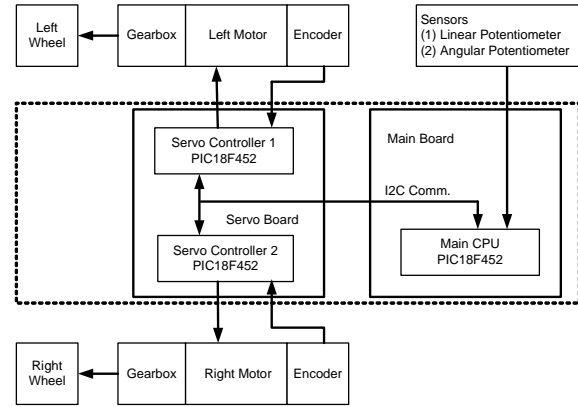 Left
Wheel
Gearbox
Left Motor
Encoder
Sensors
(1) Linear Potentiometer
(2) Angular Potentiometer
Servo Controller 1
PIC18F452
Main Board
I2C Comm.
Servo Board
Servo Controller 2
PIC18F452
Main CPU
PIC18F452
Right
Wheel
Gearbox
Right Motor
Encoder